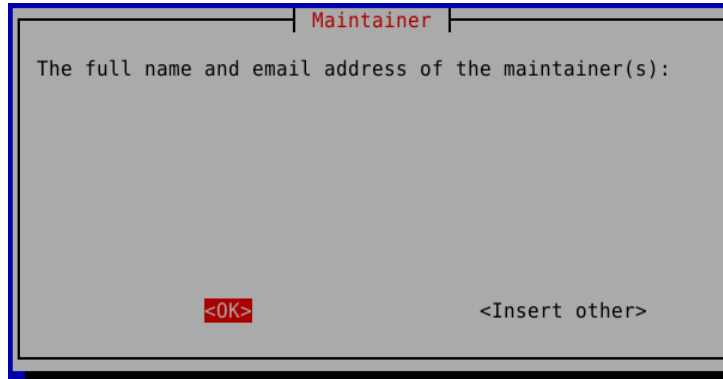 Maintainer
The full name and email address of the maintainer(s):
<OK> <Insert other>